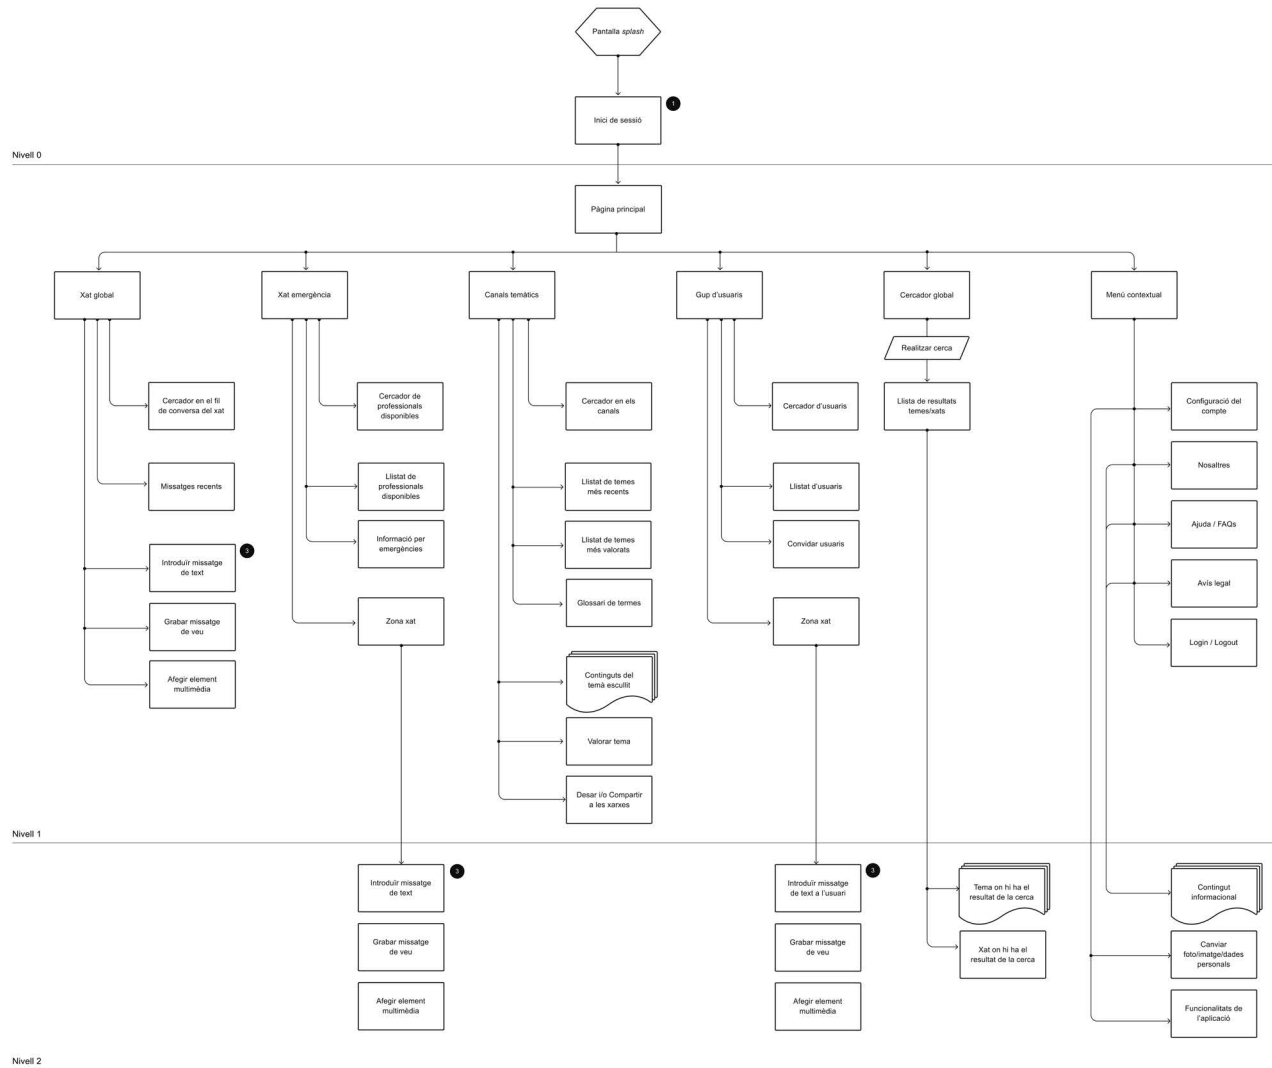 Pantalla splash
1
Inici de sessió
Nivell 0
Pàgina principal
Xat global
Xat emergència
Canals temàtics
Gup d'usuaris
Cercador global
Menú contextual
Realitzar cerca
Cercador en el fil
de conversa del xat
Cercador de
professionals
disponibles
Cercador en els
canals
Cercador d'usuaris
Llista de resultats
temes/xats
Configuració del
compte
Missatges recents
Llistat de
professionals
disponibles
Llistat de temes
més recents
Llistat d'usuaris
Nosaltres
3
Introduïr missatge
de text
Informació per
emergències
Llistat de temes
més valorats
Convidar usuaris
Ajuda / FAQs
Grabar missatge
de veu
Zona xat
Glossari de termes
Zona xat
Avís legal
Afegir element
multimèdia
Continguts del
temà escullit
Login / Logout
Valorar tema
Desar i/o Compartir
a les xarxes
Nivell 1
3
Introduïr missatge
de text
3
Introduïr missatge
de text a l'usuari
Tema on hi ha el
resultat de la cerca
Contingut
informacional
Grabar missatge
de veu
Grabar missatge
de veu
Xat on hi ha el
resultat de la cerca
Canviar
foto/imatge/dades
personals
Afegir element
multimèdia
Afegir element
multimèdia
Funcionalitats de
l'aplicació
Nivell 2